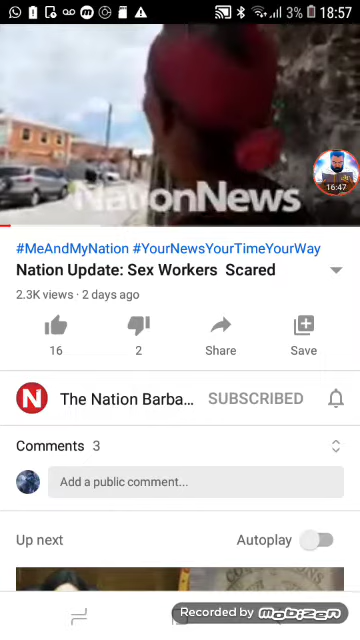 3% 18:57
NationNews
16:47
#MeAndMyNation #YourNewsYourTimeYourWay
Nation Update: Sex Workers Scared
2.3K views · 2 days ago
16 2 Share Save
N The Nation Barba... SUBSCRIBED
Comments 3
Add a public comment...
Up next Autoplay
Recorded by mobizen